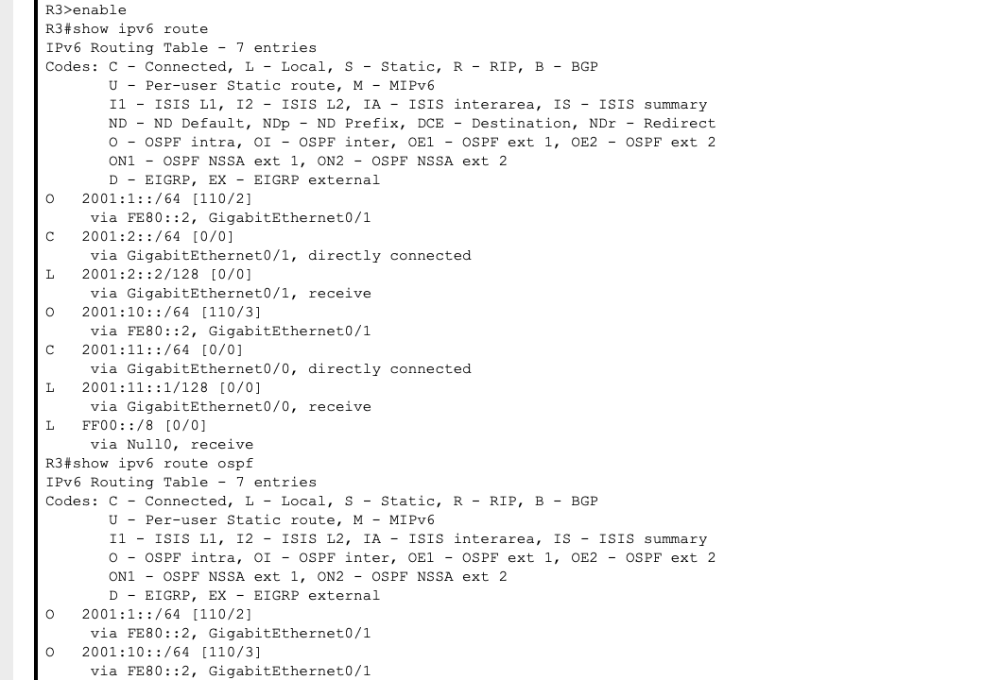 R3>enable
R3#show ipv6 route
IPv6 Routing Table - 7 entries
Codes: C - Connected, L - Local, S - Static, R - RIP, B - BGP
       U - Per-user Static route, M - MIPv6
       I1 - ISIS L1, I2 - ISIS L2, IA - ISIS interarea, IS - ISIS summary
       ND - ND Default, NDp - ND Prefix, DCE - Destination, NDr - Redirect
       O - OSPF intra, OI - OSPF inter, OE1 - OSPF ext 1, OE2 - OSPF ext 2
       ON1 - OSPF NSSA ext 1, ON2 - OSPF NSSA ext 2
       D - EIGRP, EX - EIGRP external
O   2001:1::/64 [110/2]
     via FE80::2, GigabitEthernet0/1
C   2001:2::/64 [0/0]
     via GigabitEthernet0/1, directly connected
L   2001:2::2/128 [0/0]
     via GigabitEthernet0/1, receive
O   2001:10::/64 [110/3]
     via FE80::2, GigabitEthernet0/1
C   2001:11::/64 [0/0]
     via GigabitEthernet0/0, directly connected
L   2001:11::1/128 [0/0]
     via GigabitEthernet0/0, receive
L   FF00::/8 [0/0]
     via Null0, receive
R3#show ipv6 route ospf
IPv6 Routing Table - 7 entries
Codes: C - Connected, L - Local, S - Static, R - RIP, B - BGP
       U - Per-user Static route, M - MIPv6
       I1 - ISIS L1, I2 - ISIS L2, IA - ISIS interarea, IS - ISIS summary
       O - OSPF intra, OI - OSPF inter, OE1 - OSPF ext 1, OE2 - OSPF ext 2
       ON1 - OSPF NSSA ext 1, ON2 - OSPF NSSA ext 2
       D - EIGRP, EX - EIGRP external
O   2001:1::/64 [110/2]
     via FE80::2, GigabitEthernet0/1
O   2001:10::/64 [110/3]
     via FE80::2, GigabitEthernet0/1